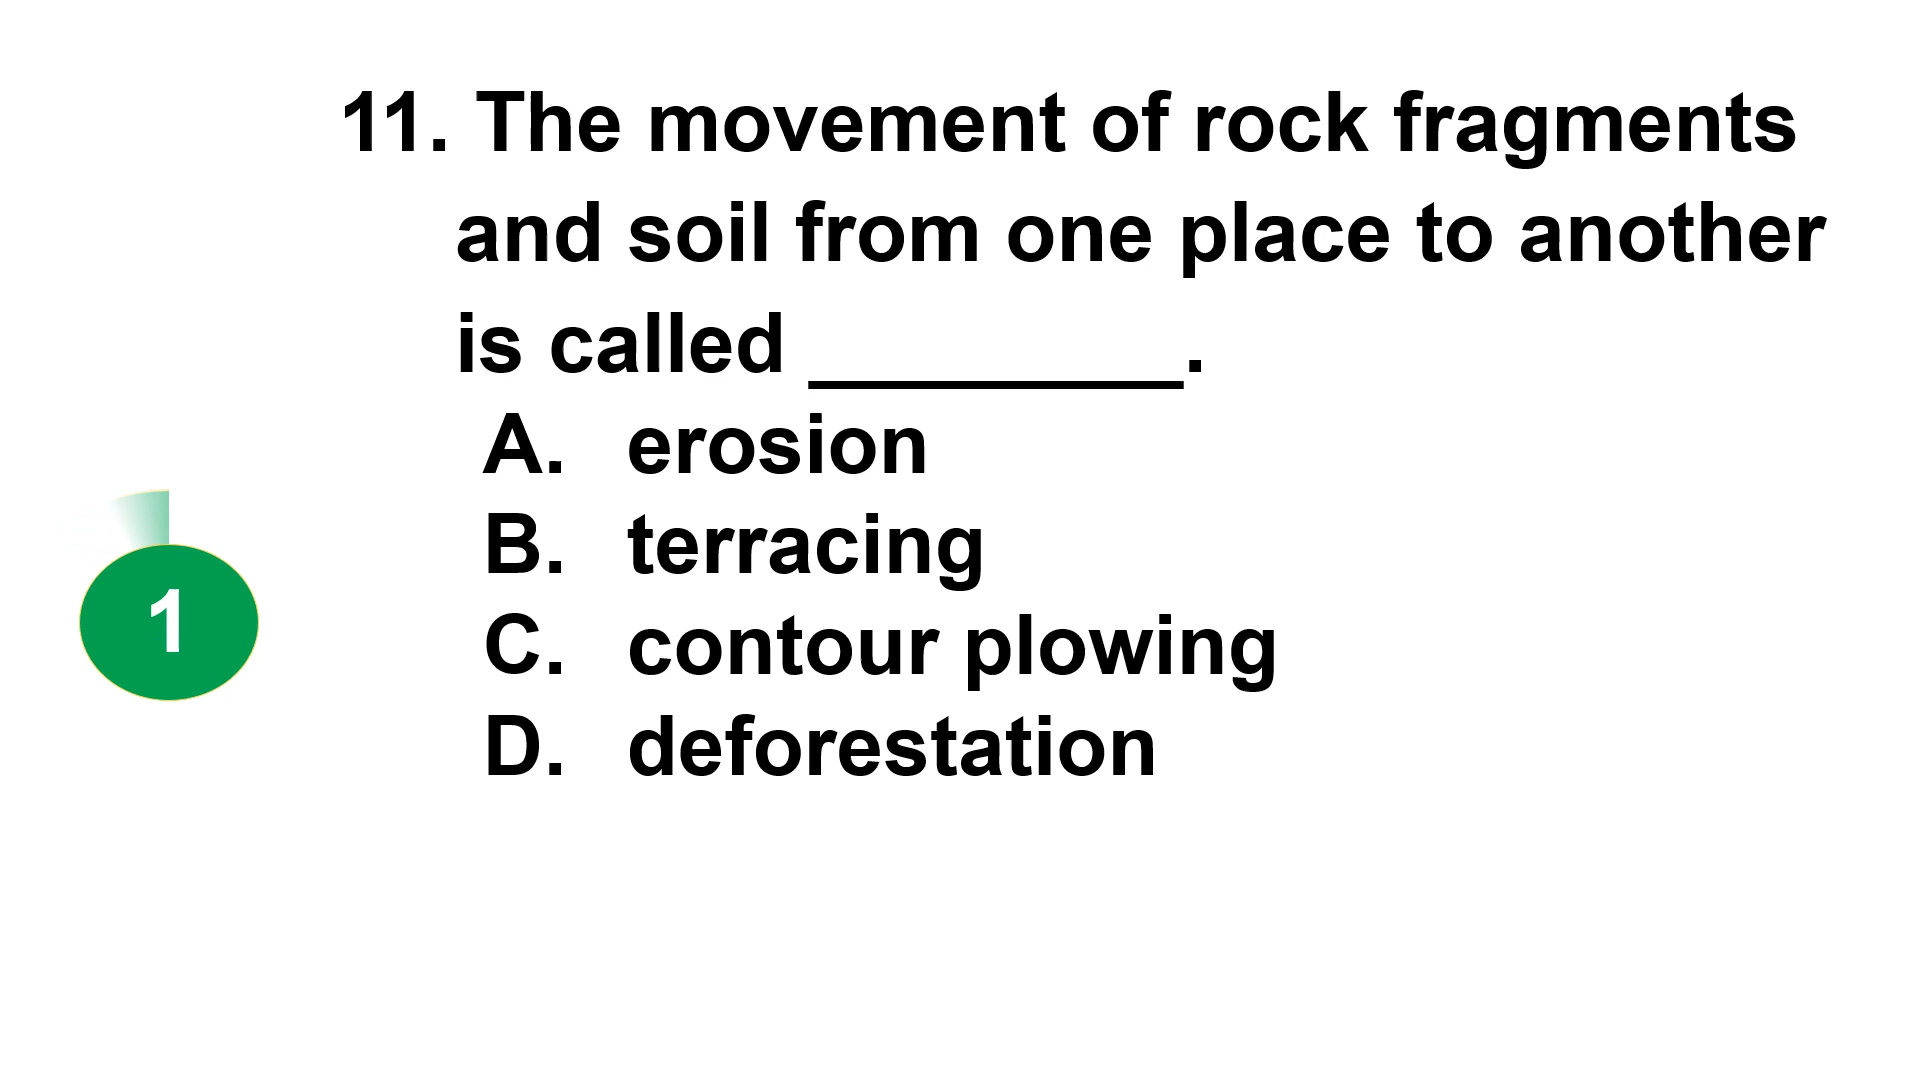 11. The movement of rock fragments
and soil from one place to another
is called ________.
A. erosion
B. terracing
C. contour plowing
D. deforestation
1